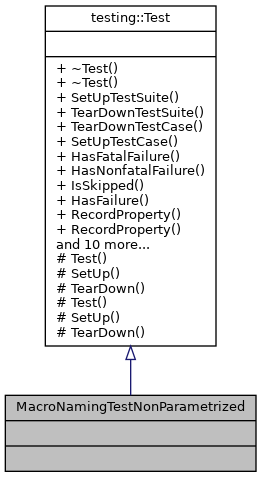 testing::Test
+ ~Test()
+ ~Test()
+ SetUpTestSuite()
+ TearDownTestSuite()
+ TearDownTestCase()
+ SetUpTestCase()
+ HasFatalFailure()
+ HasNonfatalFailure()
+ IsSkipped()
+ HasFailure()
+ RecordProperty()
+ RecordProperty()
and 10 more...
# Test()
# SetUp()
# TearDown()
# Test()
# SetUp()
# TearDown()
MacroNamingTestNonParametrized